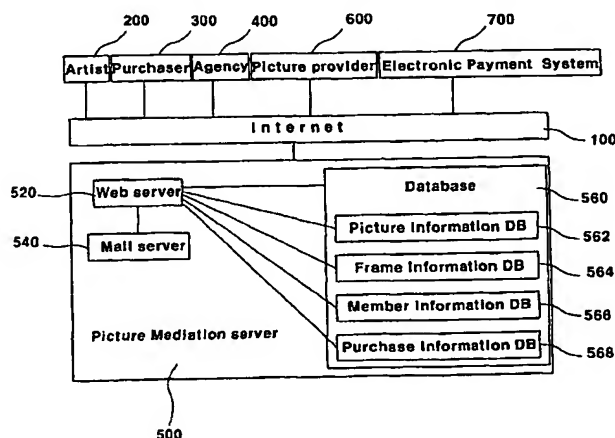 200 300 400 600 700
Artist Purchaser Agency Picture provider Electronic Payment System
Internet 100
520 Web server Database 560
540 Mail server Picture Information DB 562
Frame Information DB 564
Member Information DB 566
Picture Mediation server Purchase Information DB 568
500